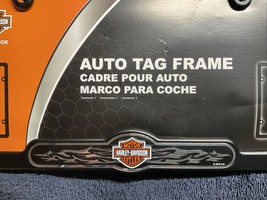 AUTO TAG FRAME
CADRE POUR AUTO
MARCO PARA COCHE
MOTOR
HARLEY-DAVIDSON
CYCLES